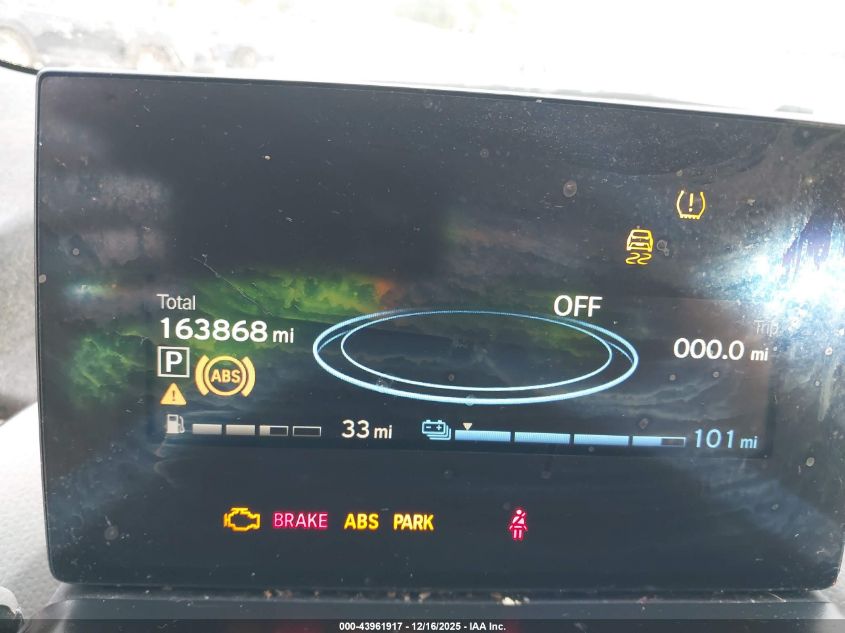 Total
163868 mi
OFF
Trip
000.0 mi
P
ABS
33 mi
101 mi
BRAKE ABS PARK
000-43961917 - 12/16/2025 - IAA Inc.